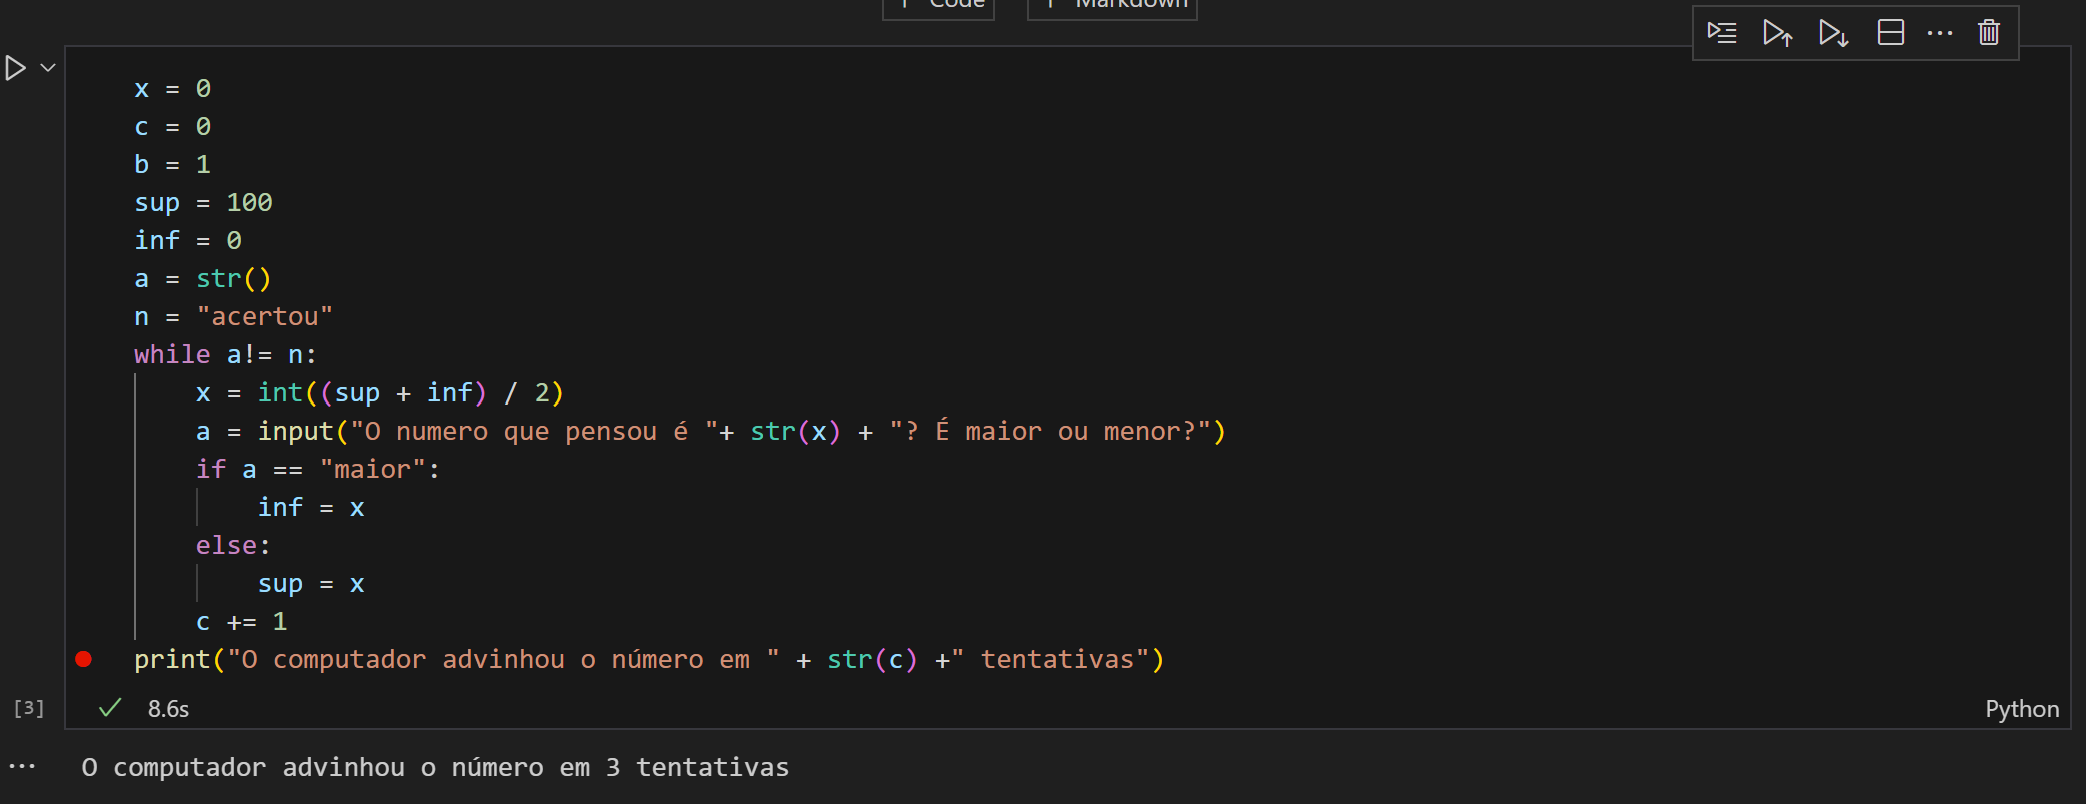 Code
Markdown
x = 0
c = 0
b = 1
sup = 100
inf = 0
a = str()
n = "acertou"
while a!= n:
    x = int((sup + inf) / 2)
    a = input("O numero que pensou é "+ str(x) + "? É maior ou menor?")
    if a == "maior":
        inf = x
    else:
        sup = x
    c += 1
print("O computador advinhou o número em " + str(c) +" tentativas")
[3]
8.6s
Python
O computador advinhou o número em 3 tentativas